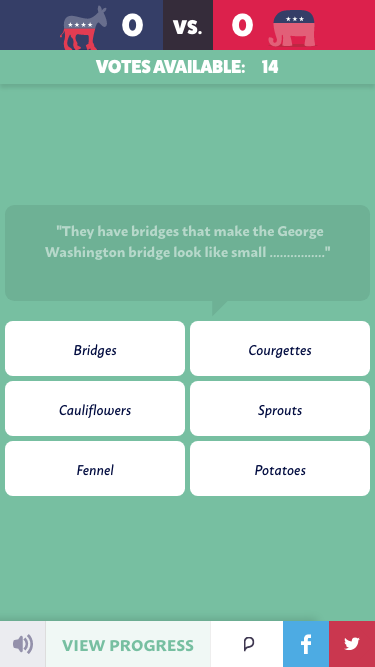 0 VS. 0
VOTES AVAILABLE: 14
"They have bridges that make the George
Washington bridge look like small ................"
Bridges
Courgettes
Cauliflowers
Sprouts
Fennel
Potatoes
VIEW PROGRESS